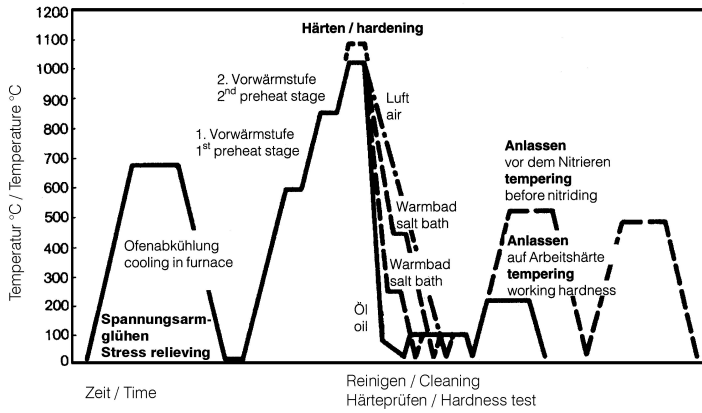 Temperatur °C / Temperature °C
1200
1100
1000
900
800
700
600
500
400
300
200
100
0
Härten / hardening
2. Vorwärmstufe
2nd preheat stage
1. Vorwärmstufe
1st preheat stage
Luft
air
Anlassen
vor dem Nitrieren
tempering
before nitriding
Warmbad
salt bath
Ofenabkühlung
cooling in furnace
Anlassen
auf Arbeitshärte
tempering
working hardness
Warmbad
salt bath
Öl
oil
Spannungsarm-
glühen
Stress relieving
Zeit / Time
Reinigen / Cleaning
Härteprüfen / Hardness test